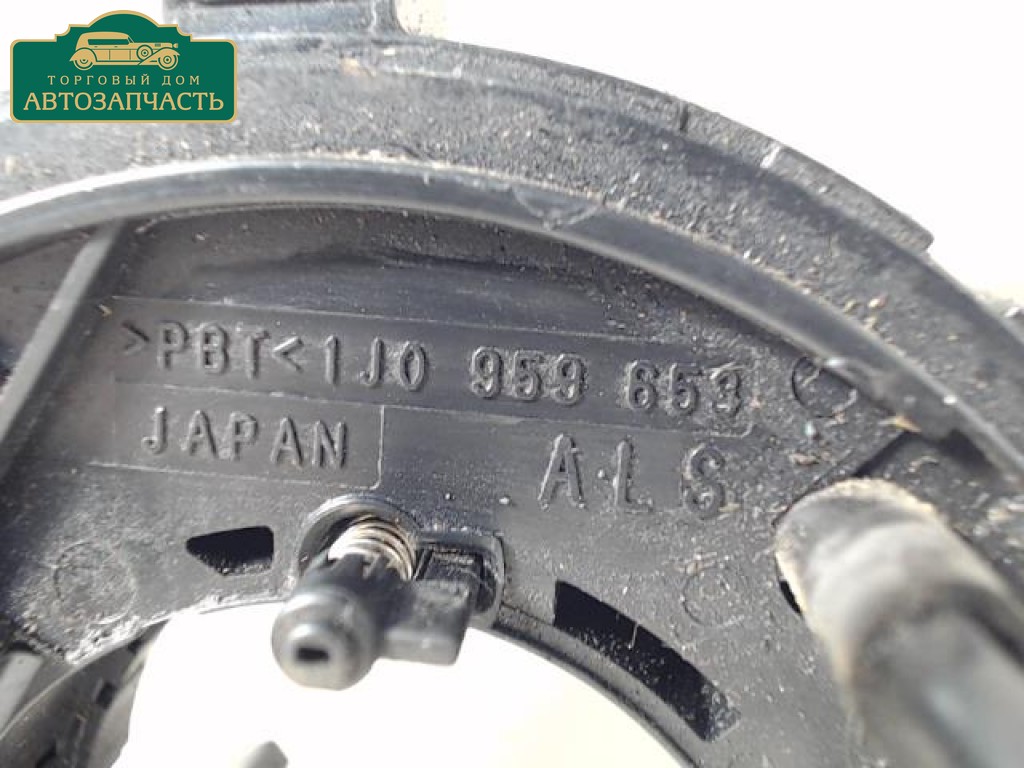 ТОРГОВЫЙ ДОМ
АВТОЗАПЧАСТЬ
>PBT<1J0 959 653
JAPAN
ALS